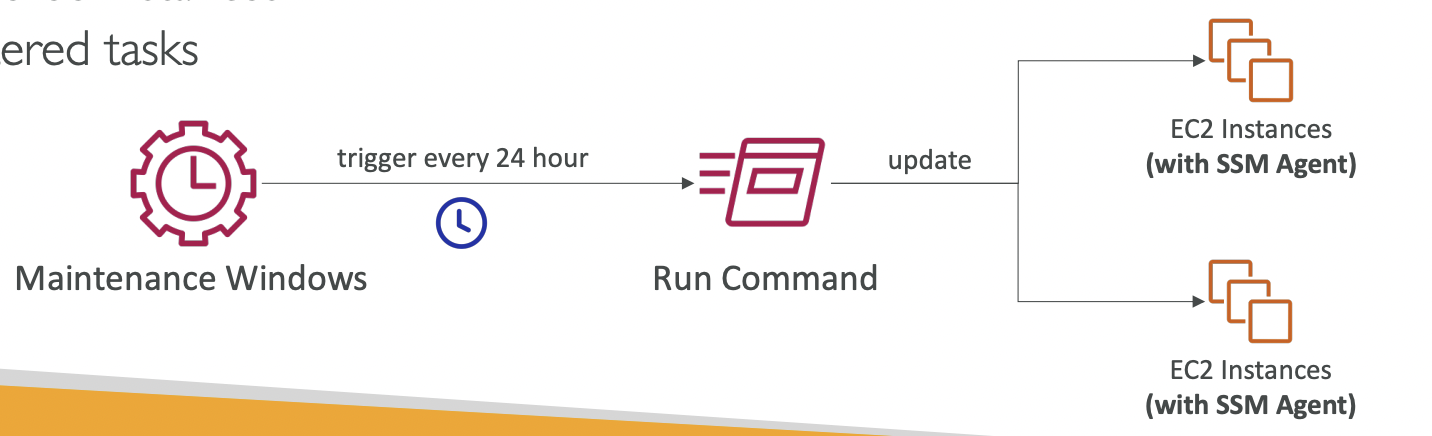 ered tasks
trigger every 24 hour
update
Maintenance Windows
Run Command
EC2 Instances
(with SSM Agent)
EC2 Instances
(with SSM Agent)